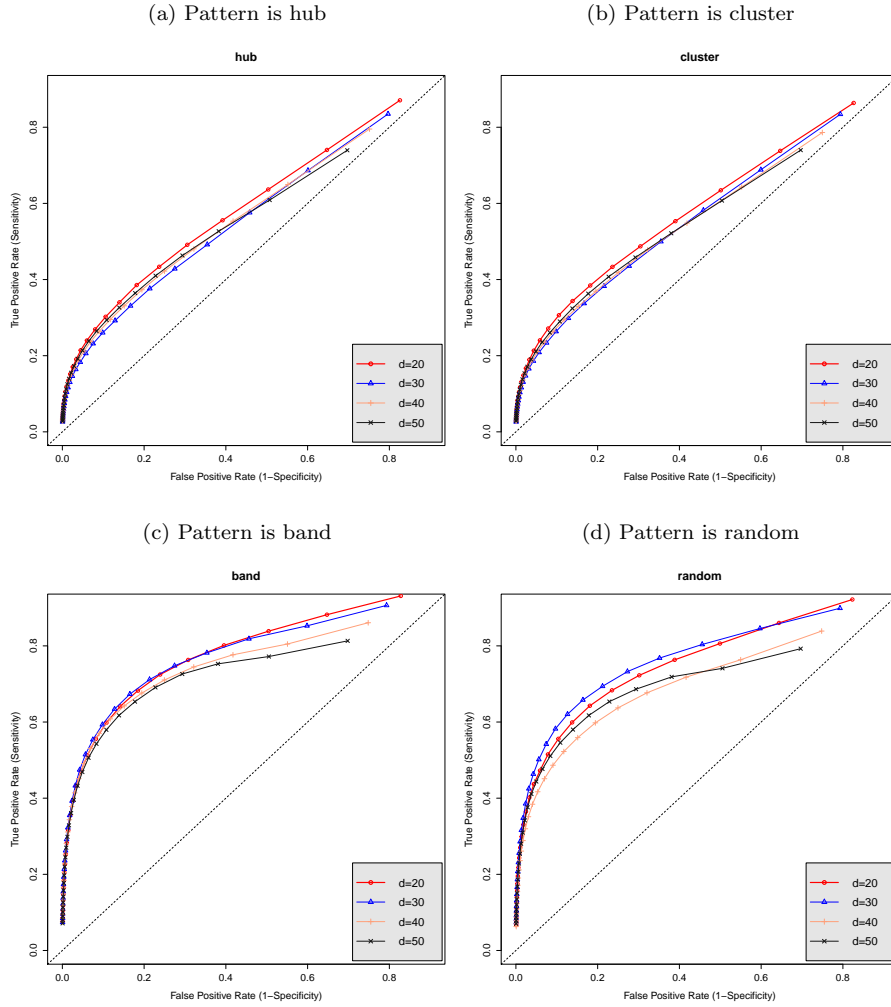 (a) Pattern is hub
hub
True Positive Rate (Sensitivity)
0.0 0.2 0.4 0.6 0.8
0.0 0.2 0.4 0.6 0.8
False Positive Rate (1−Specificity)
d=20
d=30
d=40
d=50
(b) Pattern is cluster
cluster
True Positive Rate (Sensitivity)
0.0 0.2 0.4 0.6 0.8
0.0 0.2 0.4 0.6 0.8
False Positive Rate (1−Specificity)
d=20
d=30
d=40
d=50
(c) Pattern is band
band
True Positive Rate (Sensitivity)
0.0 0.2 0.4 0.6 0.8
0.0 0.2 0.4 0.6 0.8
False Positive Rate (1−Specificity)
d=20
d=30
d=40
d=50
(d) Pattern is random
random
True Positive Rate (Sensitivity)
0.0 0.2 0.4 0.6 0.8
0.0 0.2 0.4 0.6 0.8
False Positive Rate (1−Specificity)
d=20
d=30
d=40
d=50